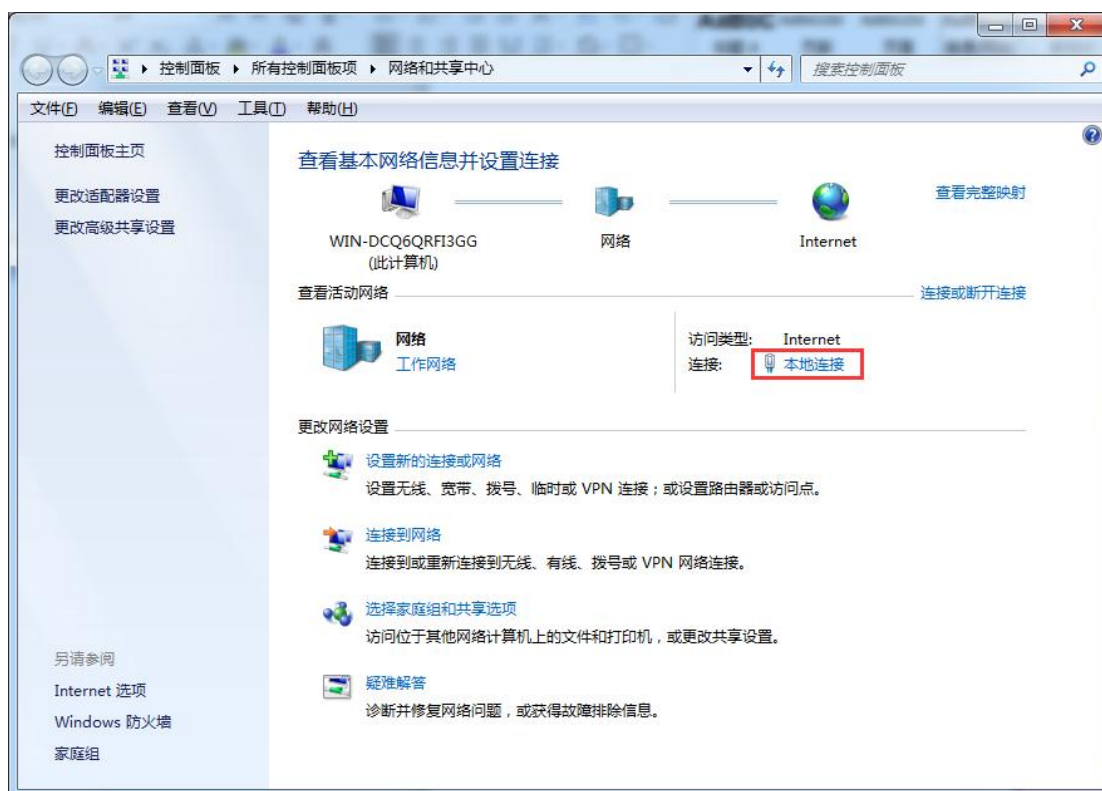 控制面板 所有控制面板项 网络和共享中心 搜索控制面板
文件(F) 编辑(E) 查看(V) 工具(T) 帮助(H)
控制面板主页
更改适配器设置
更改高级共享设置
查看基本网络信息并设置连接
查看完整映射
WIN-DCQ6QRFI3GG 网络 Internet
(此计算机)
查看活动网络 连接或断开连接
网络 访问类型: Internet
工作网络 连接: 本地连接
更改网络设置
设置新的连接或网络
设置无线、宽带、拨号、临时或 VPN 连接；或设置路由器或访问点。
连接到网络
连接到或重新连接到无线、有线、拨号或 VPN 网络连接。
选择家庭组和共享选项
访问位于其他网络计算机上的文件和打印机，或更改共享设置。
疑难解答
诊断并修复网络问题，或获得故障排除信息。
另请参阅
Internet 选项
Windows 防火墙
家庭组